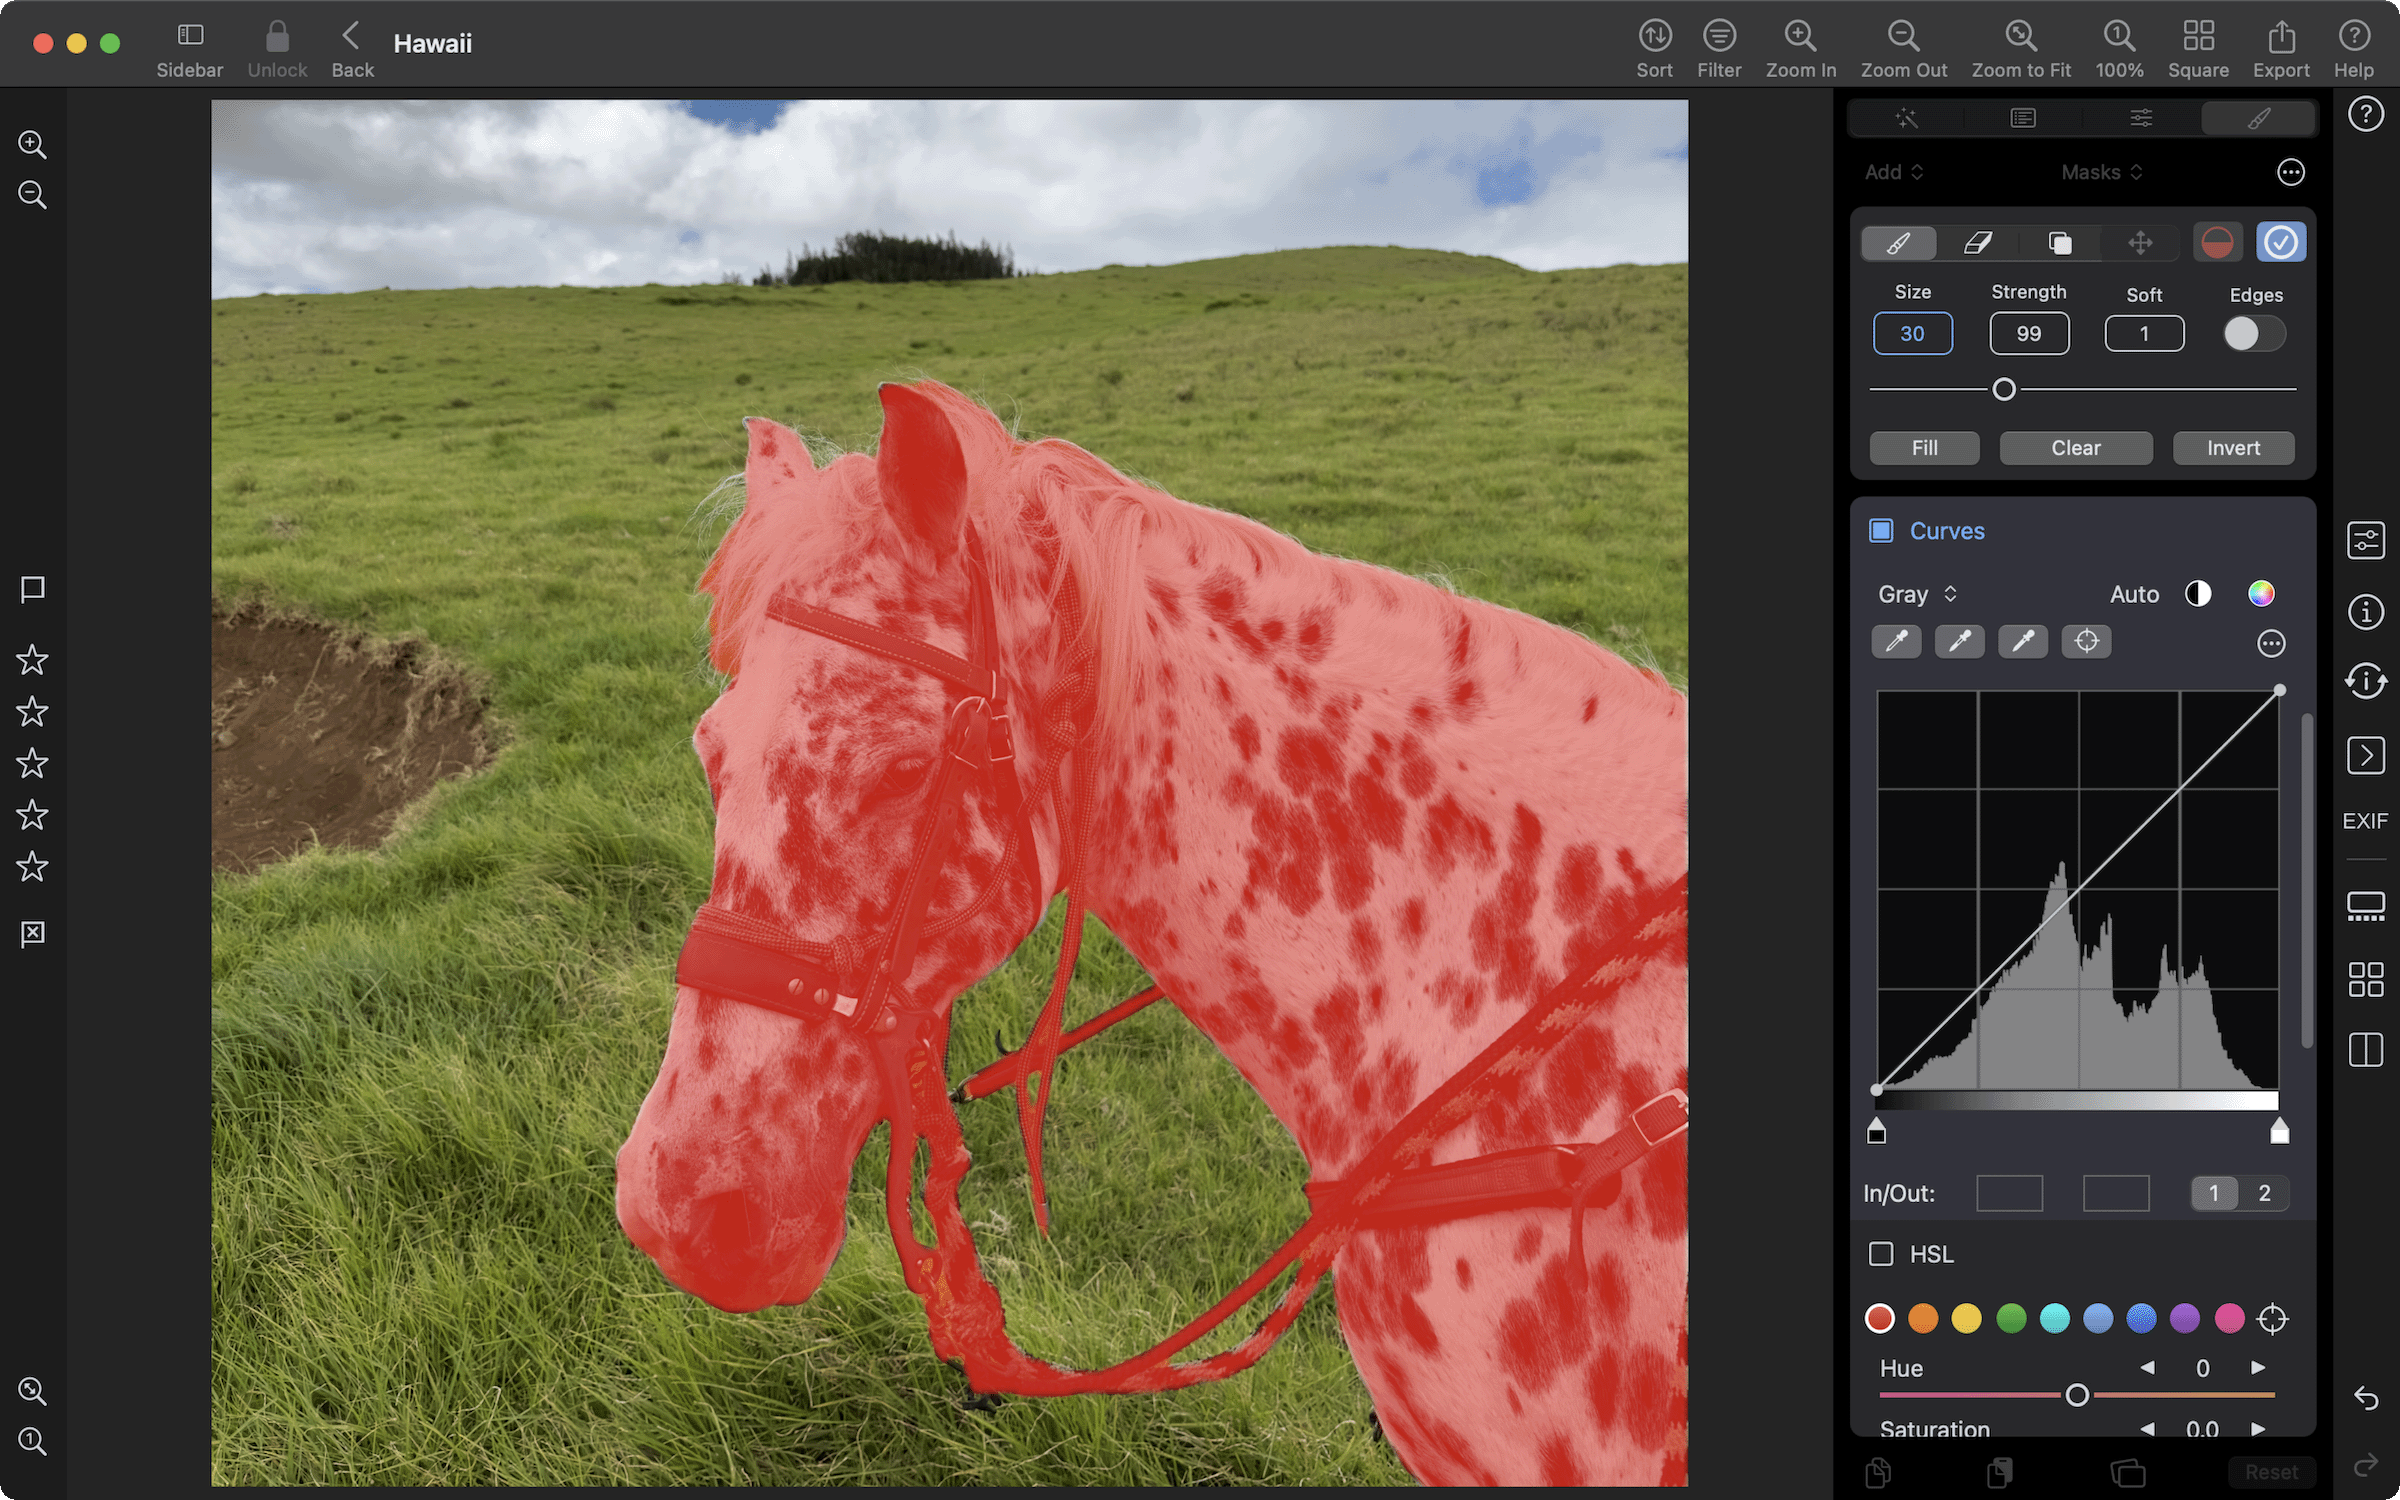 Sidebar
Unlock
Back
Hawaii
Sort
Filter
Zoom In
Zoom Out
Zoom to Fit
1
100%
Square
Export
?
Help
?
Add
Masks
Size
Strength
Soft
Edges
30
99
1
Fill
Clear
Invert
Curves
Gray
Auto
EXIF
In/Out:
1
2
HSL
Hue
0
Saturation
0.0
1
Reset